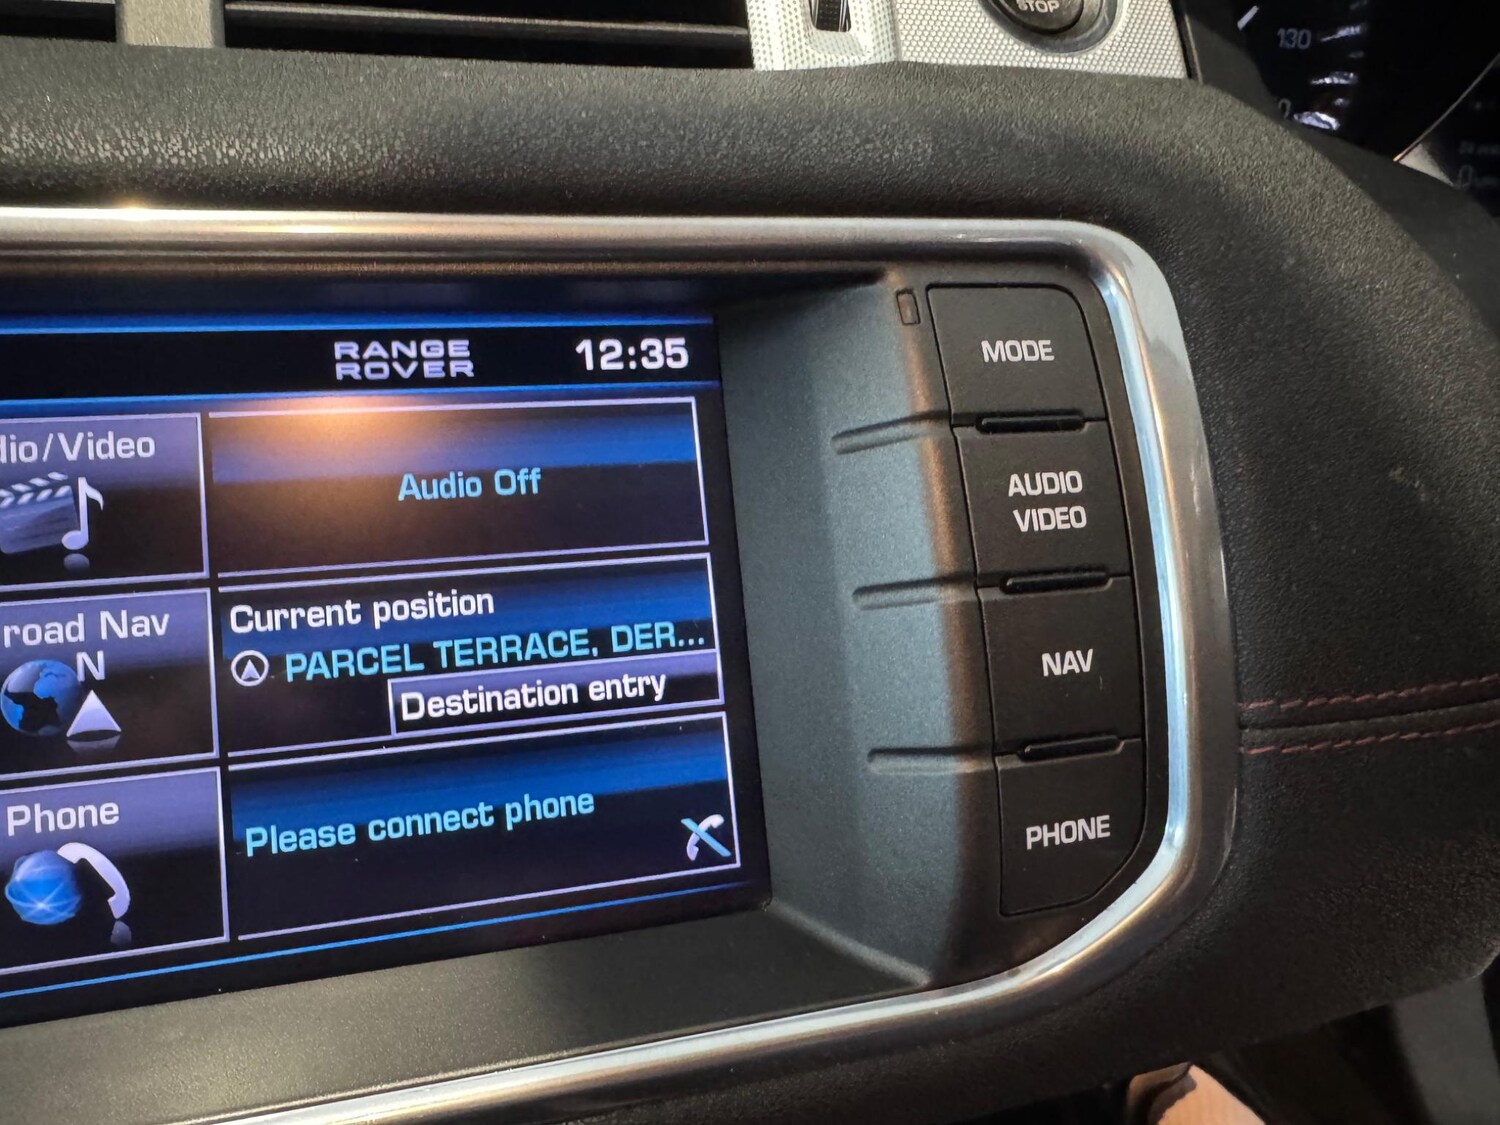 STOP
130
RANGE
ROVER
12:35
dio/Video
Audio Off
road Nav
N
Current position
PARCEL TERRACE, DER...
Destination entry
Phone
Please connect phone
MODE
AUDIO
VIDEO
NAV
PHONE